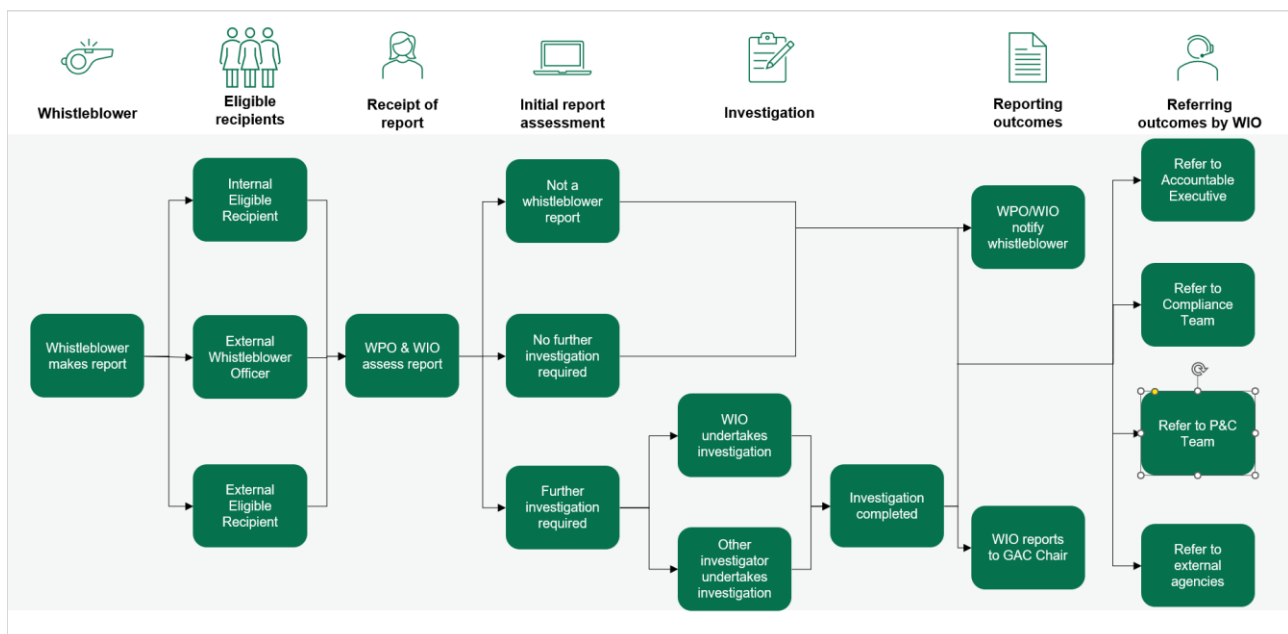 Whistleblower
Eligible
recipients
Receipt of
report
Initial report
assessment
Investigation
Reporting
outcomes
Referring
outcomes by WIO
Whistleblower
makes report
Internal
Eligible
Recipient
External
Whistleblower
Officer
External
Eligible
Recipient
WPO & WIO
assess report
Not a
whistleblower
report
No further
investigation
required
Further
investigation
required
WIO
undertakes
investigation
Other
investigator
undertakes
investigation
Investigation
completed
WPO/WIO
notify
whistleblower
WIO reports
to GAC Chair
Refer to
Accountable
Executive
Refer to
Compliance
Team
Refer to P&C
Team
Refer to
external
agencies